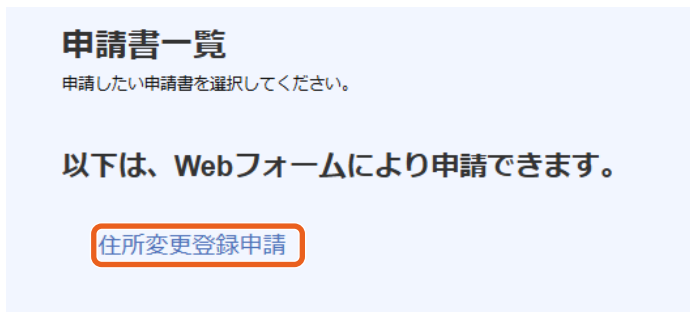 申請書一覧
申請したい申請書を選択してください。
以下は、Webフォームにより申請できます。
住所変更登録申請